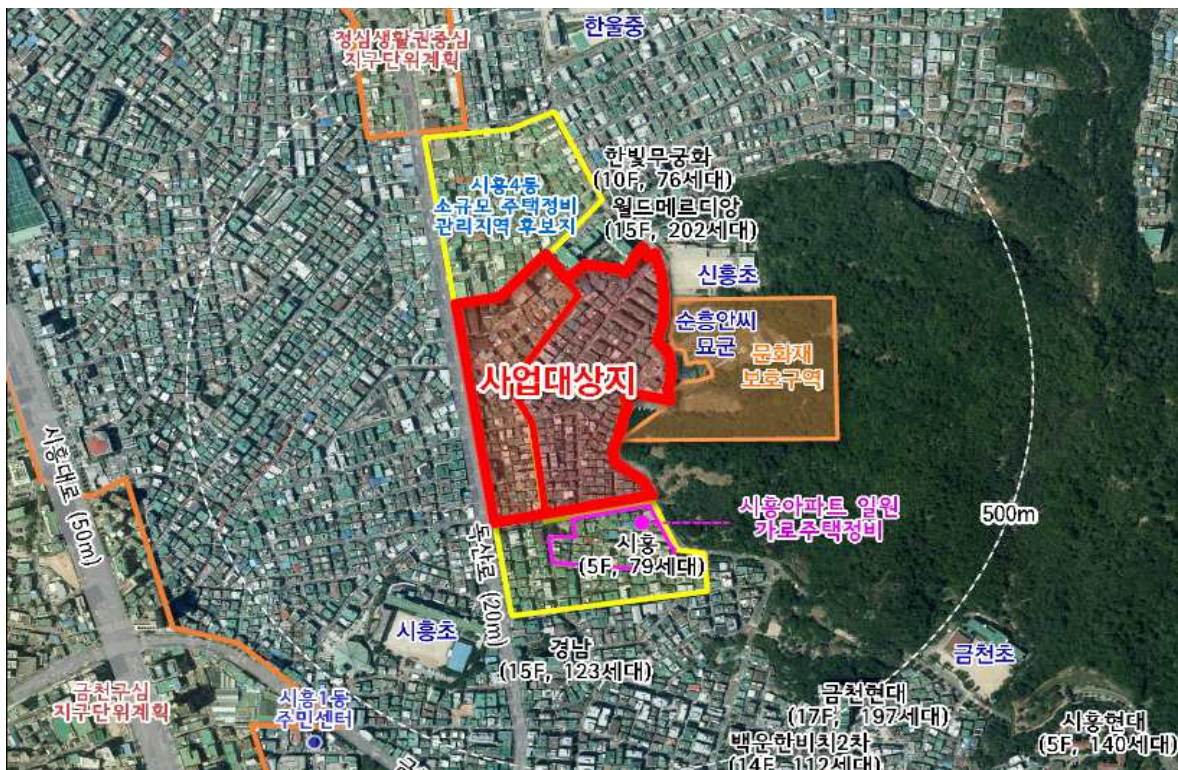 한울중
정심생활권중심
지구단위계획
한빛무궁화
(10F, 76세대)
시흥4동
소규모 주택정비
관리지역 후보지
월드메르디앙
(15F, 202세대)
신흥초
순흥안씨
묘군
문화재
보호구역
사업대상지
시흥대로 (50m)
시흥아파트 일원
가로주택정비
500m
독산로 (20m)
시흥
(5F, 79세대)
시흥초
경남
(15F, 123세대)
금천초
금천구심
지구단위계획
시흥1동
주민센터
금천현대
(17F, 197세대)
시흥현대
(5F, 140세대)
백운한비치2차
(14F, 112세대)